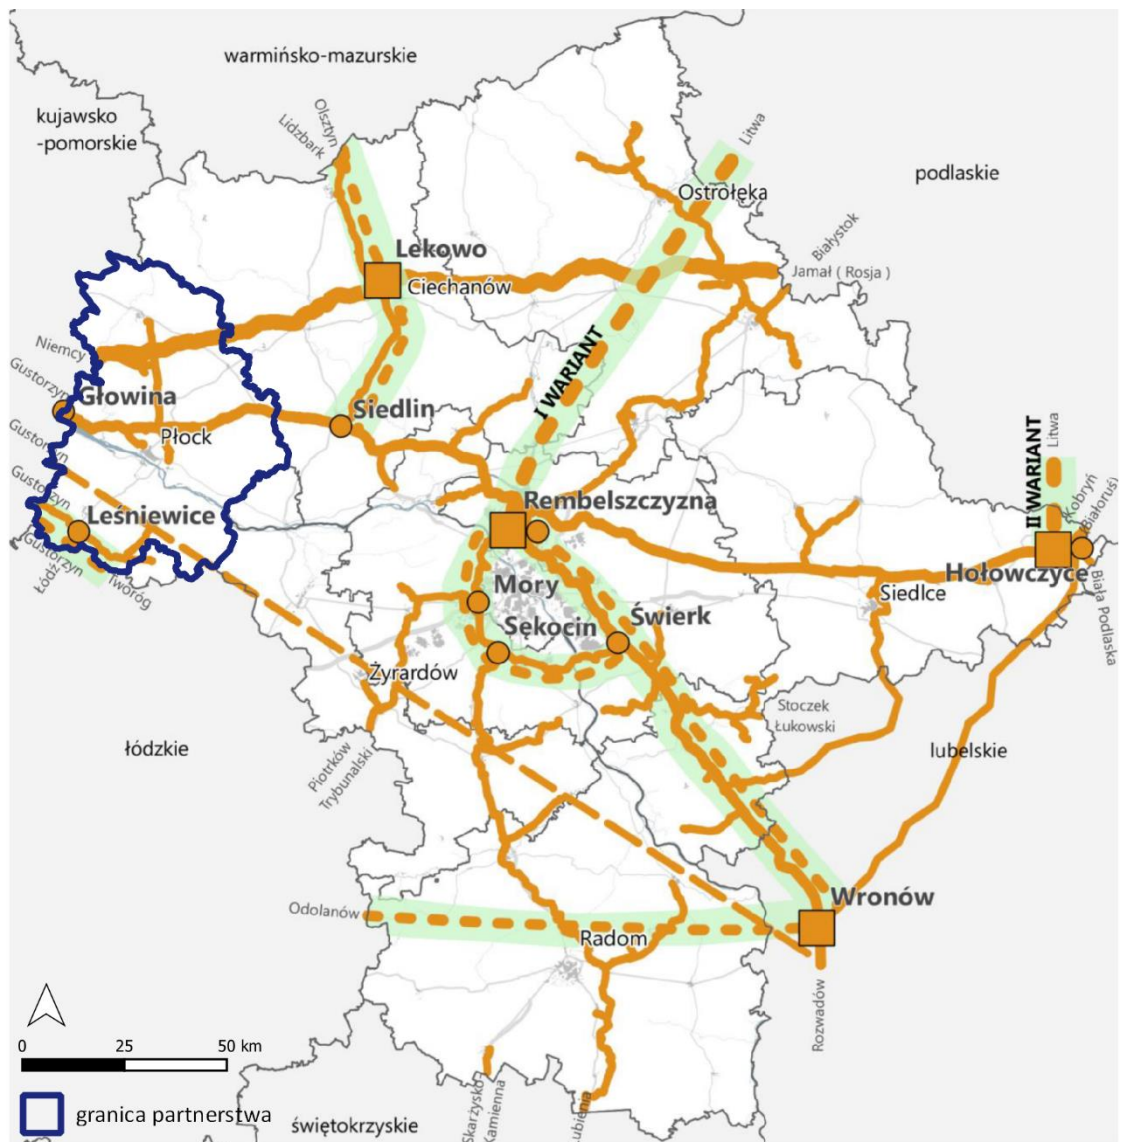 warmińsko-mazurskie
kujawsko
-pomorskie
Olsztyn
Lidzbark
Litwa
podlaskie
Ostrołęka
Białystok
Jamał ( Rosja )
Lekowo
Ciechanów
I WARIANT
Niemcy
Gustorzyn
Głowina
Siedlin
Płock
Gustorzyn
Gustorzyn
Leśniewice
Gustorzyn
Łódź
Tworóg
Rembelszczyzna
II WARIANT
Litwa
Kobryń
(Białoruś)
Hołowczyce
Biała Podlaska
Siedlce
Mory
Sękocin
Świerk
Żyrardów
Stoczek
Łukowski
Piotrków
Trybunalski
łódzkie
lubelskie
Wronów
Odolanów
Radom
Rozwadów
0 25 50 km
granica partnerstwa
świętokrzyskie
Skarżysko-
Kamienna
Lubienia